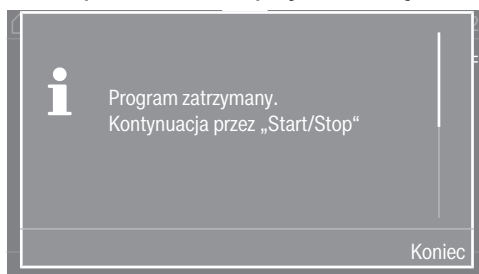 Program zatrzymany.
Kontynuacja przez „Start/Stop“
Koniec